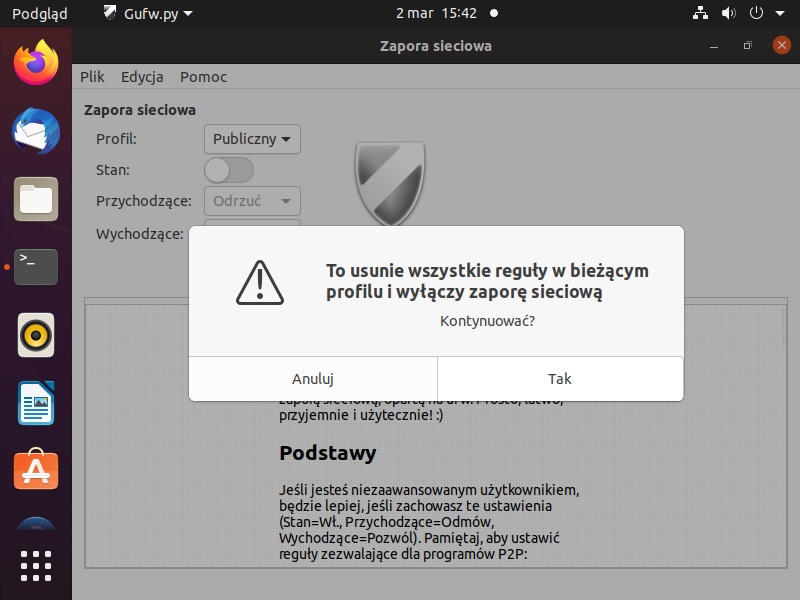 Podgląd
Gufw.py
2 mar 15:42
Zapora sieciowa
Plik Edycja Pomoc
Zapora sieciowa
Profil: Publiczny
Stan:
Przychodzące: Odrzuć
Wychodzące:
To usunie wszystkie reguły w bieżącym
profilu i wyłączy zaporę sieciową
Kontynuować?
Anuluj Tak
zaporą sieciową, opartą na ufw. Prosto, łatwo,
przyjemnie i użytecznie! :)
Podstawy
Jeśli jesteś niezaawansowanym użytkownikiem,
będzie lepiej, jeśli zachowasz te ustawienia
(Stan=Wł., Przychodzące=Odmów,
Wychodzące=Pozwól). Pamiętaj, aby ustawić
reguły zezwalające dla programów P2P: